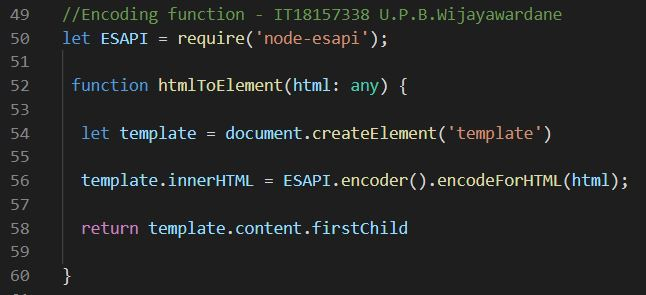 49 //Encoding function - IT18157338 U.P.B.Wijayawardane
50 let ESAPI = require('node-esapi');
51
52 function htmlToElement(html: any) {
53
54 let template = document.createElement('template')
55
56 template.innerHTML = ESAPI.encoder().encodeForHTML(html);
57
58 return template.content.firstChild
59
60 }